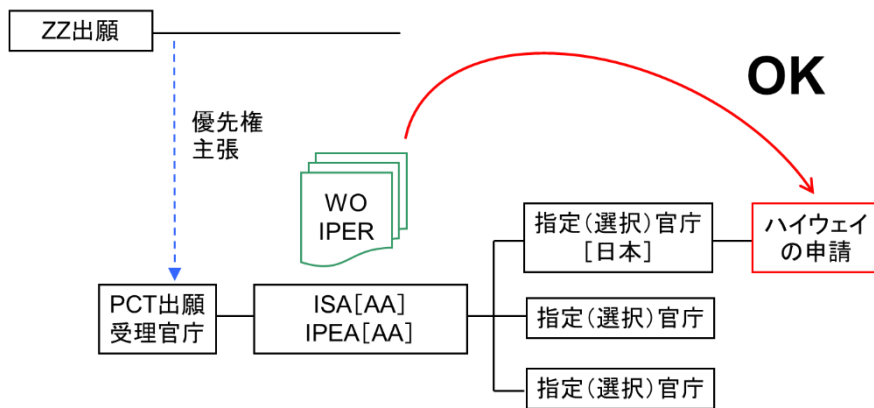 ZZ出願
OK
優先権
主張
WO
IPER
指定(選択)官庁
[日本]
ハイウェイ
の申請
PCT出願
受理官庁
ISA[AA]
IPEA[AA]
指定(選択)官庁
指定(選択)官庁